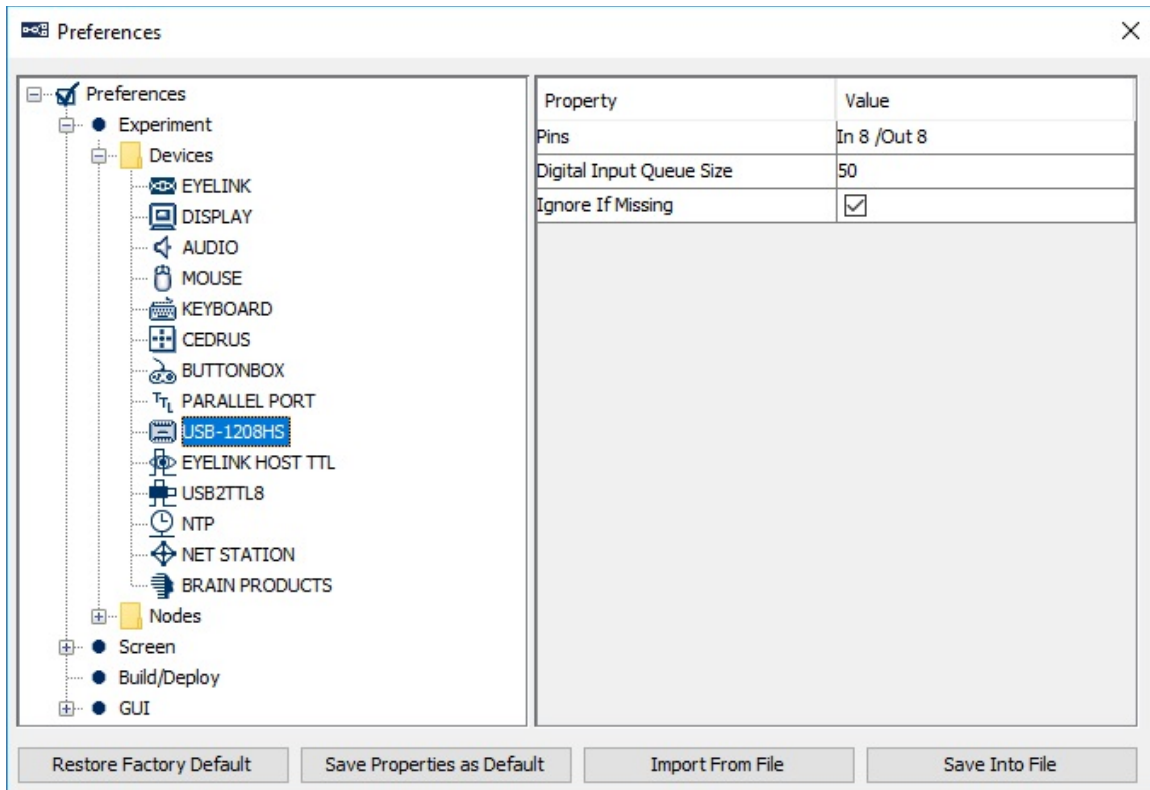 Preferences
Preferences
Experiment
Devices
EYELINK
DISPLAY
AUDIO
MOUSE
KEYBOARD
CEDRUS
BUTTONBOX
TTL PARALLEL PORT
USB-1208HS
EYELINK HOST TTL
USB2TTL8
NTP
NET STATION
BRAIN PRODUCTS
Nodes
Screen
Build/Deploy
GUI
Property Value
Pins In 8 /Out 8
Digital Input Queue Size 50
Ignore If Missing
Restore Factory Default Save Properties as Default Import From File Save Into File